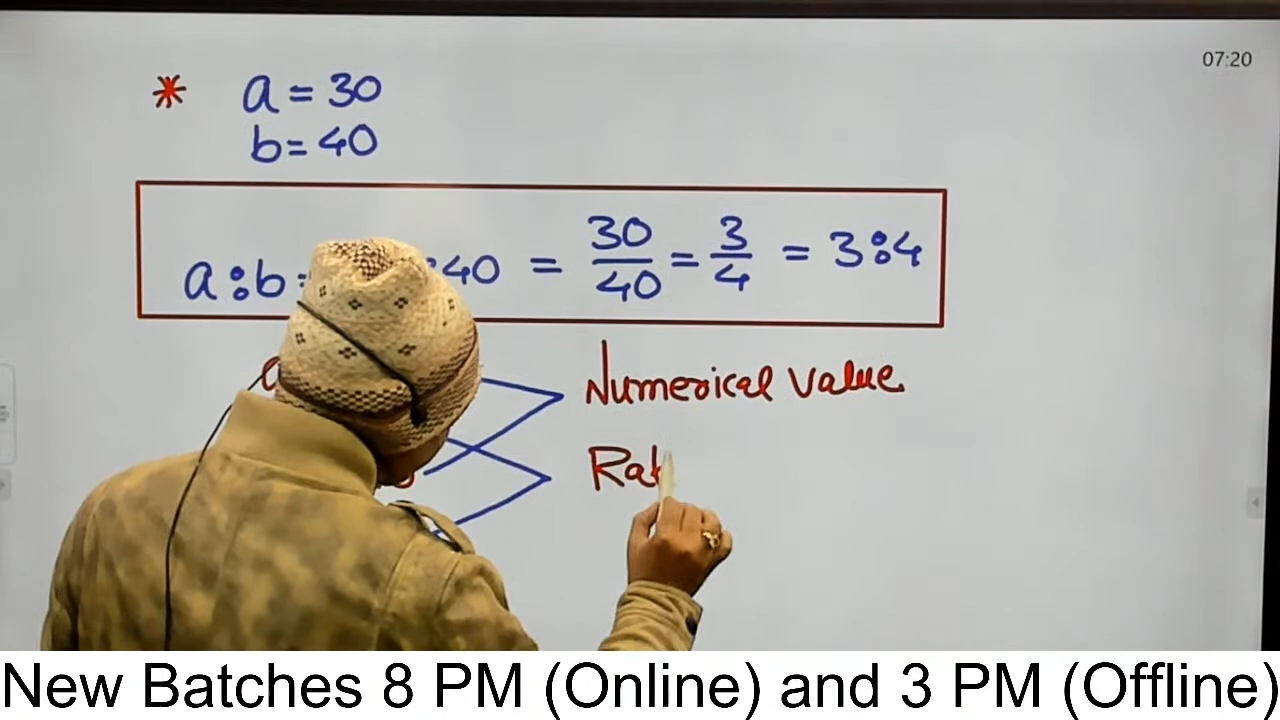 07:20
* a = 30
b = 40
a : b = :40 = 30/40 = 3/4 = 3:4
Numerical Value
Rat
New Batches 8 PM (Online) and 3 PM (Offline)